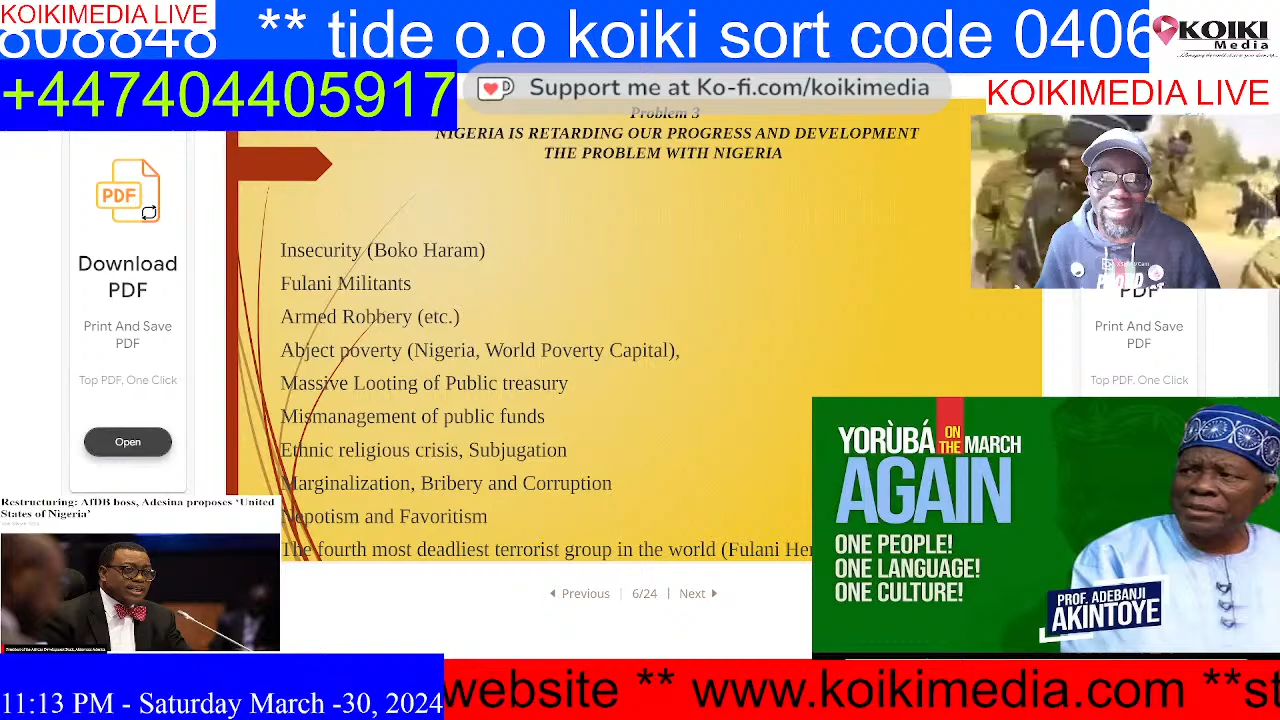 KOIKIMEDIA LIVE
808848 ** tide o.o koiki sort code 0406
KOIKI
Media
+447404405917
Support me at Ko-fi.com/koikimedia
KOIKIMEDIA LIVE
Problem 3
NIGERIA IS RETARDING OUR PROGRESS AND DEVELOPMENT
THE PROBLEM WITH NIGERIA
PDF
Download
PDF
Print And Save
PDF
Top PDF, One Click
Open
Insecurity (Boko Haram)
Fulani Militants
Armed Robbery (etc.)
Abject poverty (Nigeria, World Poverty Capital),
Massive Looting of Public treasury
Mismanagement of public funds
Ethnic religious crisis, Subjugation
Marginalization, Bribery and Corruption
Nepotism and Favoritism
The fourth most deadliest terrorist group in the world (Fulani Her
PDF
Print And Save
PDF
Top PDF, One Click
YORÙBÁ ON THE MARCH
AGAIN
ONE PEOPLE!
ONE LANGUAGE!
ONE CULTURE!
PROF. ADEBANJI
AKINTOYE
Restructuring: AfDB boss, Adesina proposes ‘United
States of Nigeria’
Previous | 6/24 | Next
11:13 PM - Saturday March -30, 2024
website ** www.koikimedia.com **st